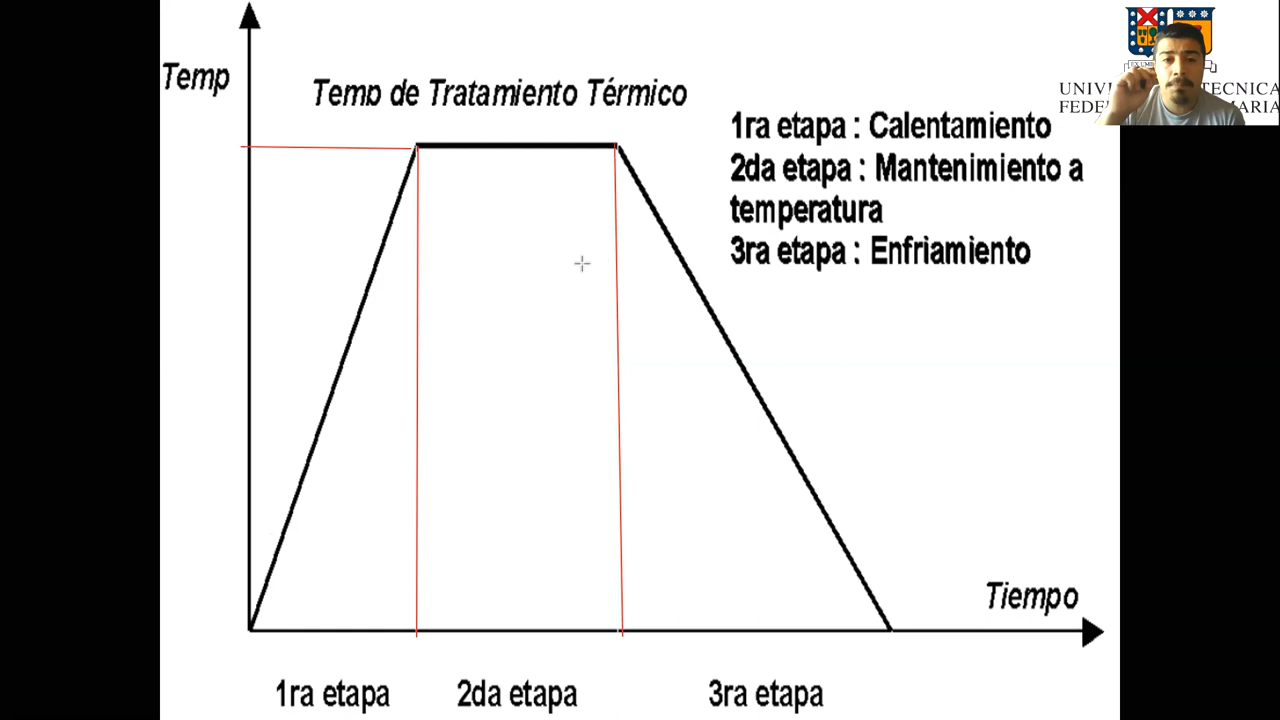 Temp
Temp de Tratamiento Térmico
1ra etapa : Calentamiento
2da etapa : Mantenimiento a
temperatura
3ra etapa : Enfriamiento
Tiempo
1ra etapa
2da etapa
3ra etapa